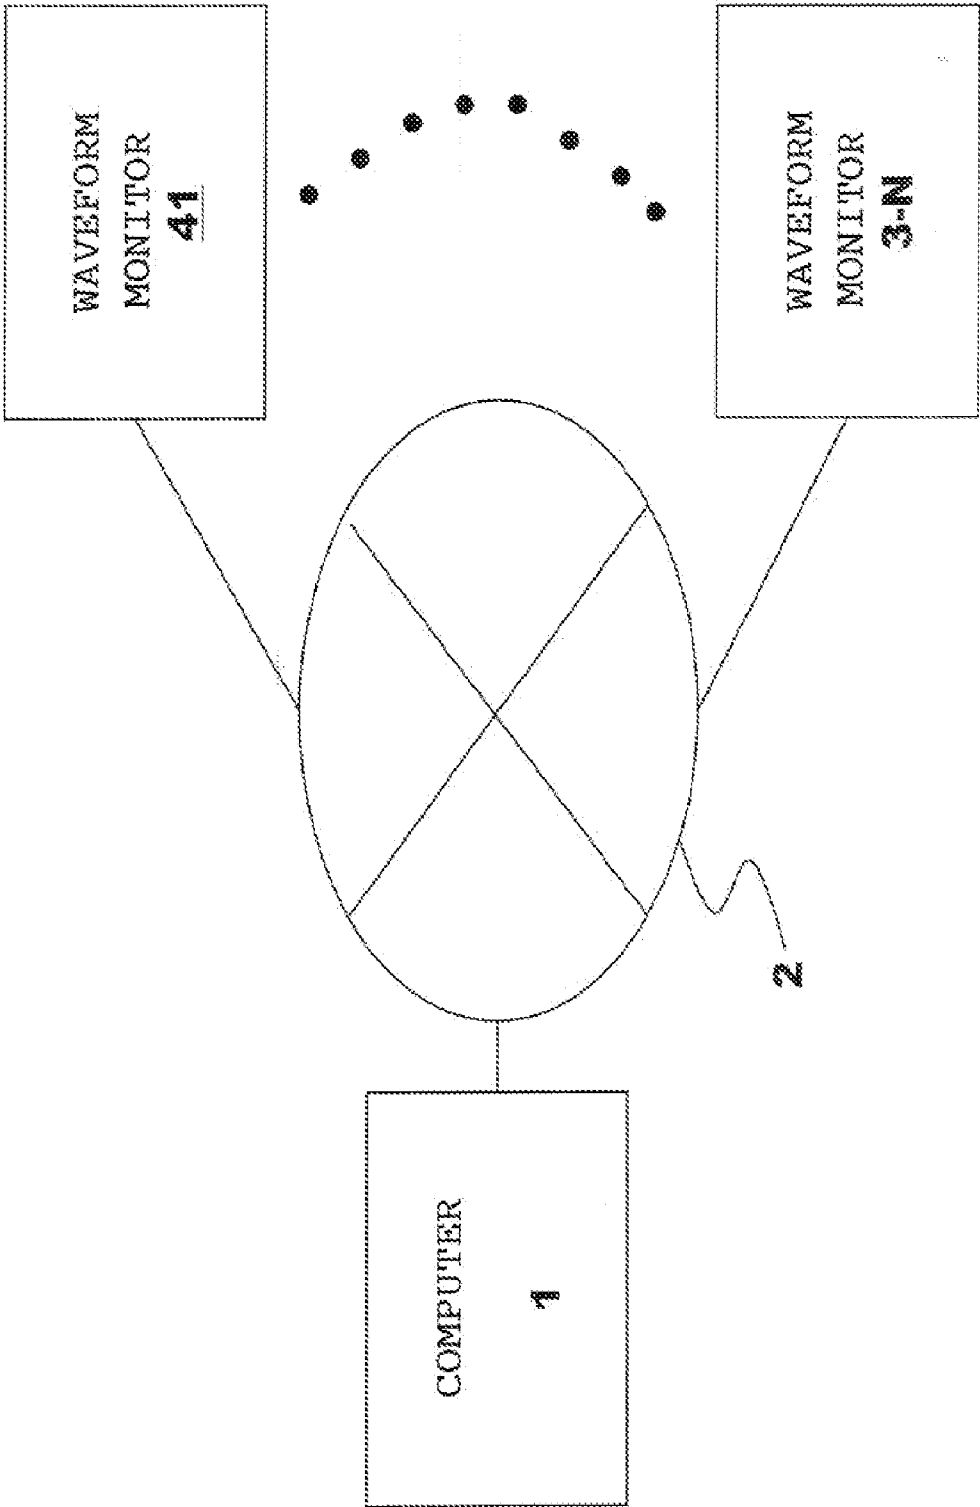 WAVEFORM
MONITOR
41
WAVEFORM
MONITOR
3-N
2
COMPUTER
1